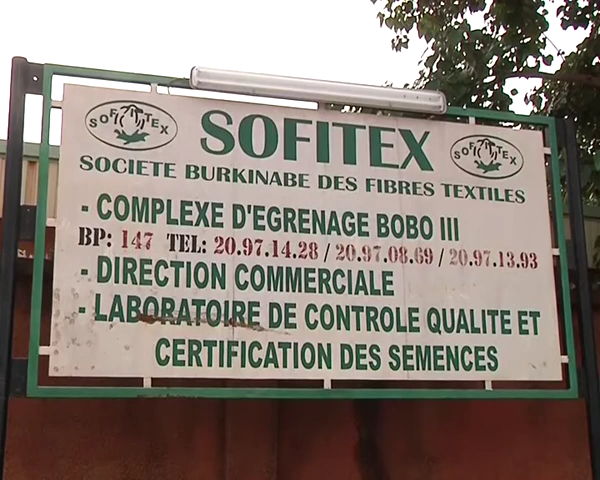 SOFITEX
SOFITEX
SOFITEX
SOCIETE BURKINABE DES FIBRES TEXTILES
- COMPLEXE D'EGRENAGE BOBO III
BP: 147 TEL: 20.97.14.28 / 20.97.08.69 / 20.97.13.93
- DIRECTION COMMERCIALE
- LABORATOIRE DE CONTROLE QUALITE ET
CERTIFICATION DES SEMENCES